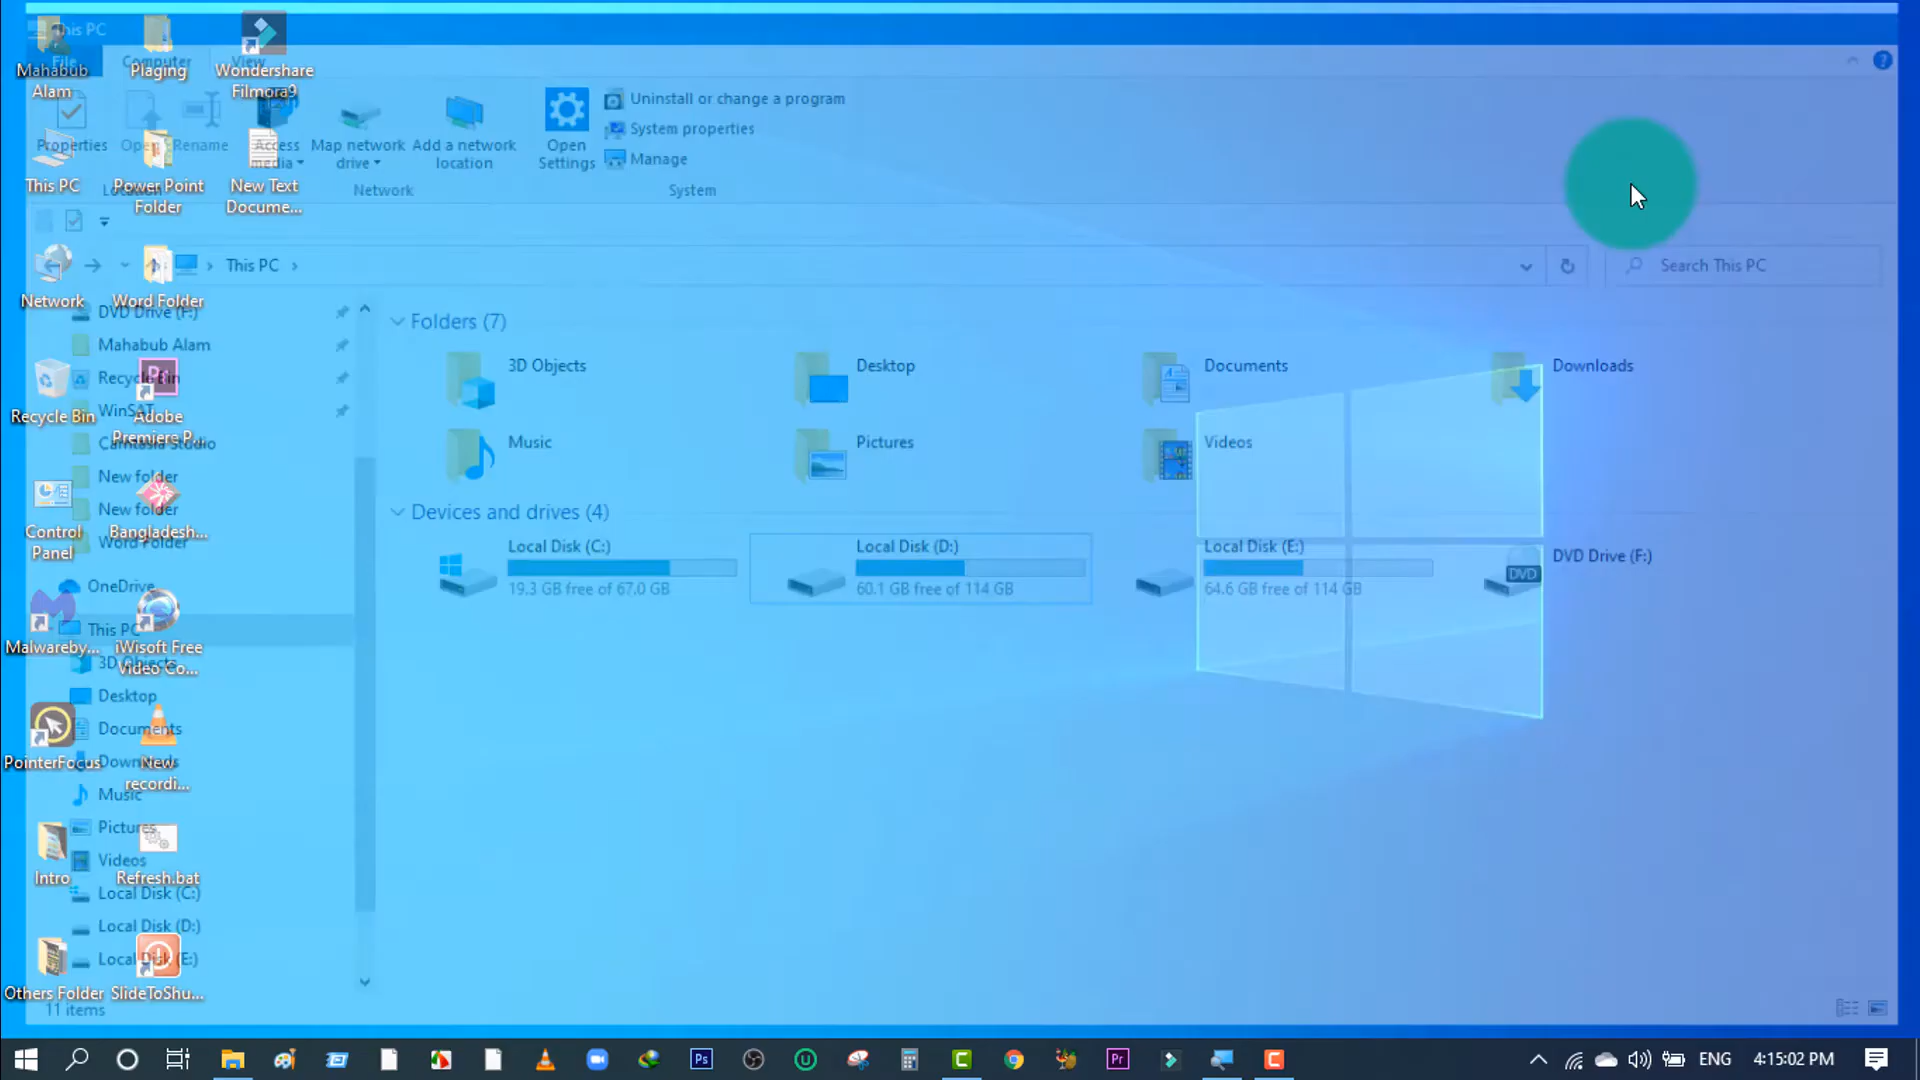 This PC
File
Computer
View
Properties
Open
Rename
Access
media
Map network
drive
Add a network
location
Open
Settings
Uninstall or change a program
System properties
Manage
Location
Network
System
This PC
Search This PC
Mahabub
Alam
Plaging
Wondershare
Filmora9
This PC
Power Point
Folder
New Text
Docume...
Network
Word Folder
Recycle Bin
Adobe
Premiere P...
Control
Panel
Bangladesh...
Malwareby...
iWisoft Free
Video Co...
PointerFocus
New
recordi...
Intro
Refresh.bat
Others Folder
SlideToShu...
DVD Drive (F:)
Mahabub Alam
Recycle Bin
WinSAT
Camtasia Studio
New folder
New folder
Word Folder
OneDrive
This PC
3D Objects
Desktop
Documents
Downloads
Music
Pictures
Videos
Local Disk (C:)
Local Disk (D:)
Local Disk (E:)
Folders (7)
3D Objects
Desktop
Documents
Downloads
Music
Pictures
Videos
Devices and drives (4)
Local Disk (C:)
19.3 GB free of 67.0 GB
Local Disk (D:)
60.1 GB free of 114 GB
Local Disk (E:)
64.6 GB free of 114 GB
DVD Drive (F:)
DVD
11 items
Ps
Pr
ENG
4:15:02 PM